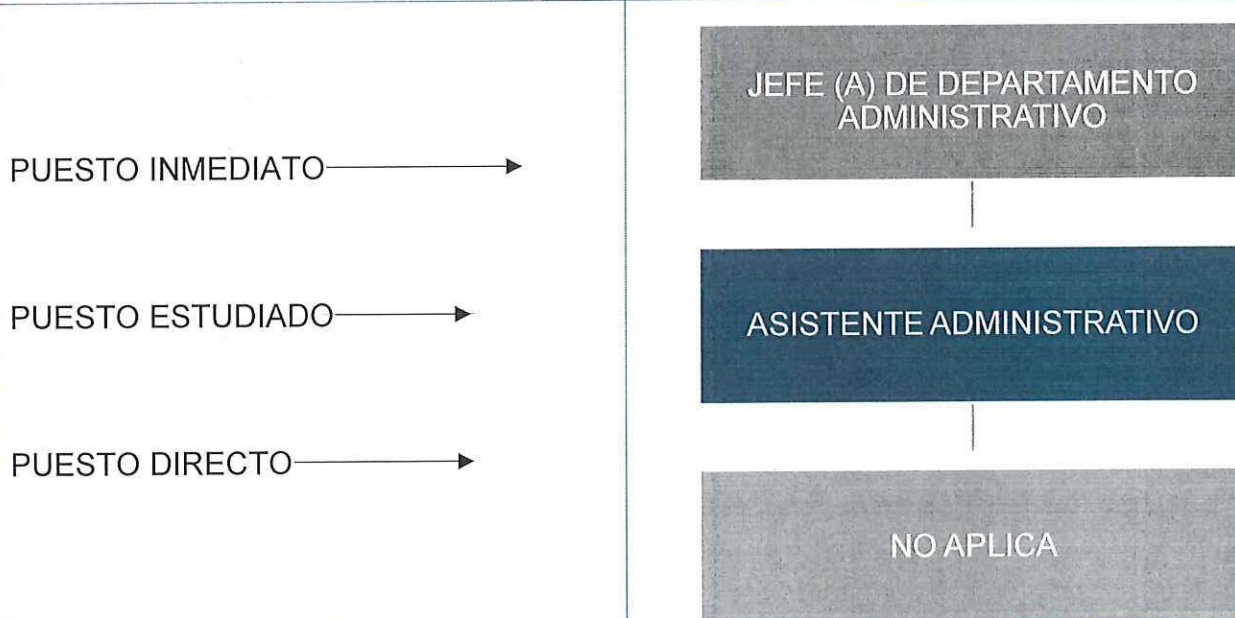 JEFE (A) DE DEPARTAMENTO
ADMINISTRATIVO
PUESTO INMEDIATO
PUESTO ESTUDIADO
ASISTENTE ADMINISTRATIVO
PUESTO DIRECTO
NO APLICA